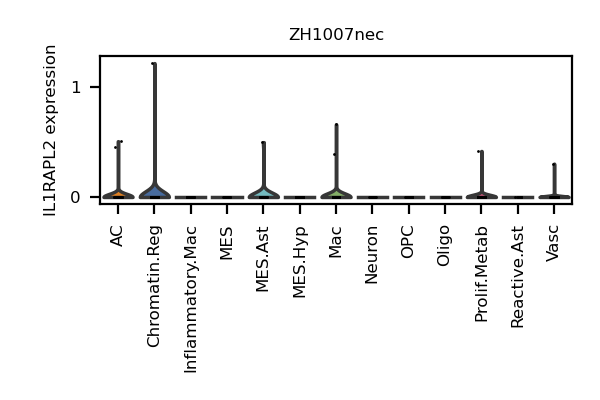 ZH1007nec
IL1RAPL2 expression
1
0
AC
Chromatin.Reg
Inflammatory.Mac
MES
MES.Ast
MES.Hyp
Mac
Neuron
OPC
Oligo
Prolif.Metab
Reactive.Ast
Vasc